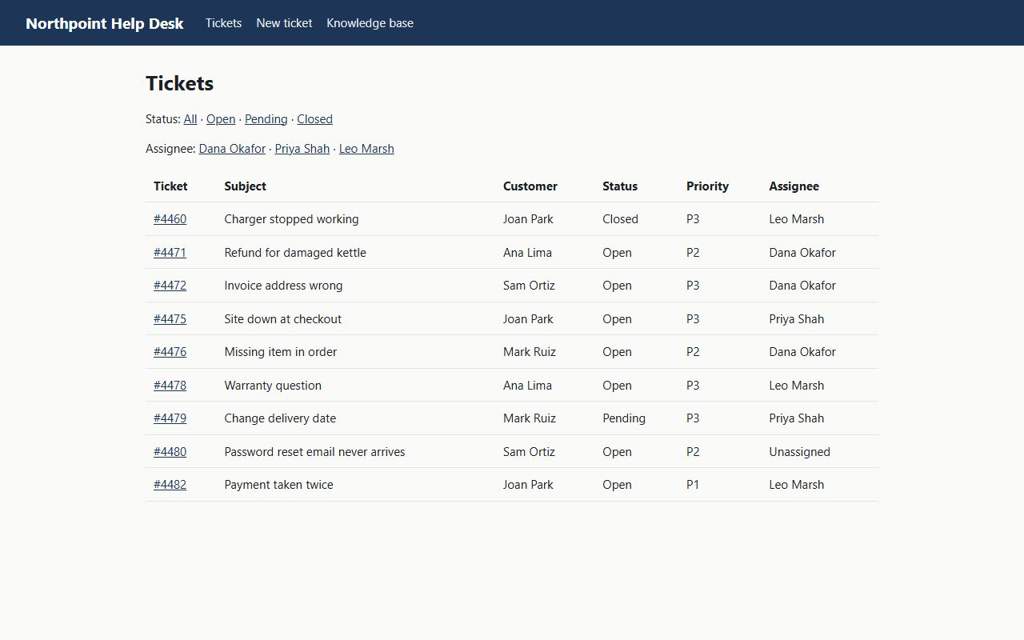 Northpoint Help Desk Tickets New ticket Knowledge base
Tickets
Status: All · Open · Pending · Closed
Assignee: Dana Okafor · Priya Shah · Leo Marsh
Ticket Subject Customer Status Priority Assignee
#4460 Charger stopped working Joan Park Closed P3 Leo Marsh
#4471 Refund for damaged kettle Ana Lima Open P2 Dana Okafor
#4472 Invoice address wrong Sam Ortiz Open P3 Dana Okafor
#4475 Site down at checkout Joan Park Open P3 Priya Shah
#4476 Missing item in order Mark Ruiz Open P2 Dana Okafor
#4478 Warranty question Ana Lima Open P3 Leo Marsh
#4479 Change delivery date Mark Ruiz Pending P3 Priya Shah
#4480 Password reset email never arrives Sam Ortiz Open P2 Unassigned
#4482 Payment taken twice Joan Park Open P1 Leo Marsh